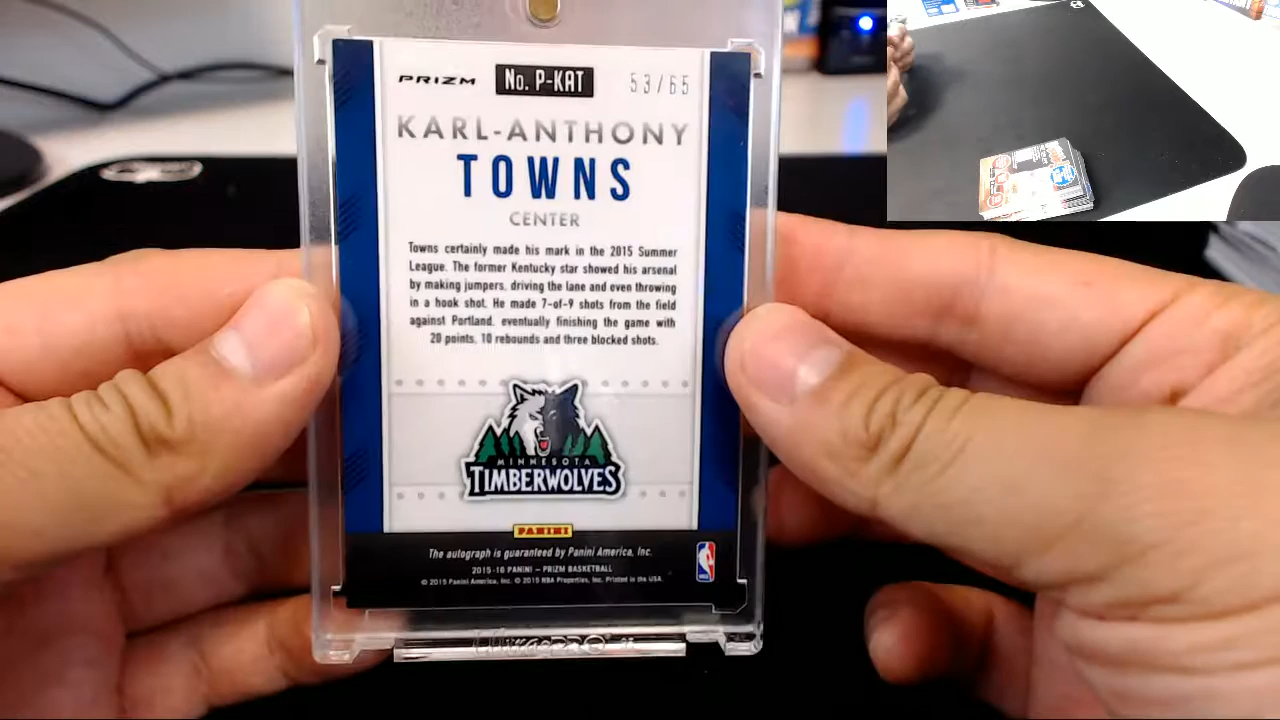 PRIZM No. P-KAT 53/65
KARL-ANTHONY
TOWNS
CENTER
Towns certainly made his mark in the 2015 Summer
League. The former Kentucky star showed his arsenal
by making jumpers, driving the lane and even throwing
in a hook shot. He made 7-of-9 shots from the field
against Portland, eventually finishing the game with
20 points, 10 rebounds and three blocked shots.
MINNESOTA
TIMBERWOLVES
PANINI
The autograph is guaranteed by Panini America, Inc.
2015-16 PANINI – PRIZM BASKETBALL
© 2015 Panini America, Inc. © 2015 NBA Properties, Inc. Printed in the USA.
UltraPRO